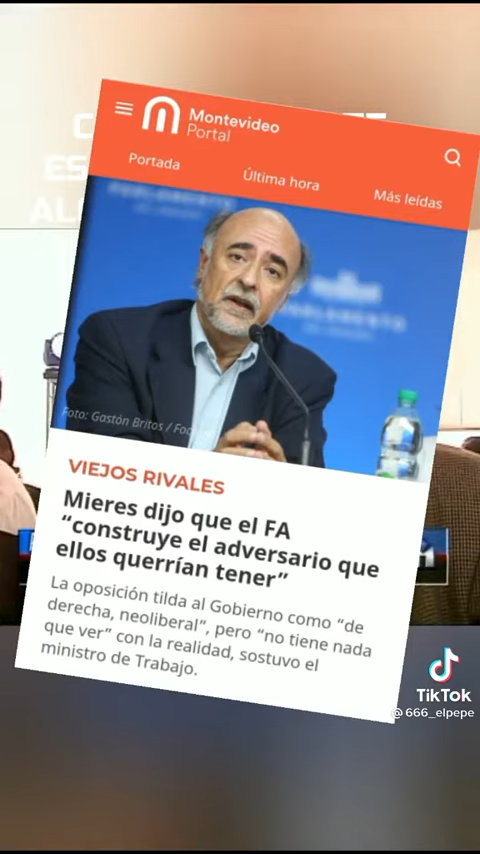 Montevideo
Portal
Portada
Última hora
Más leídas
Foto: Gastón Britos /
VIEJOS RIVALES
Mieres dijo que el FA
“construye el adversario que
ellos querrían tener”
La oposición tilda al Gobierno como “de
derecha, neoliberal”, pero “no tiene nada
que ver” con la realidad, sostuvo el
ministro de Trabajo.
TikTok
@666_elpepe